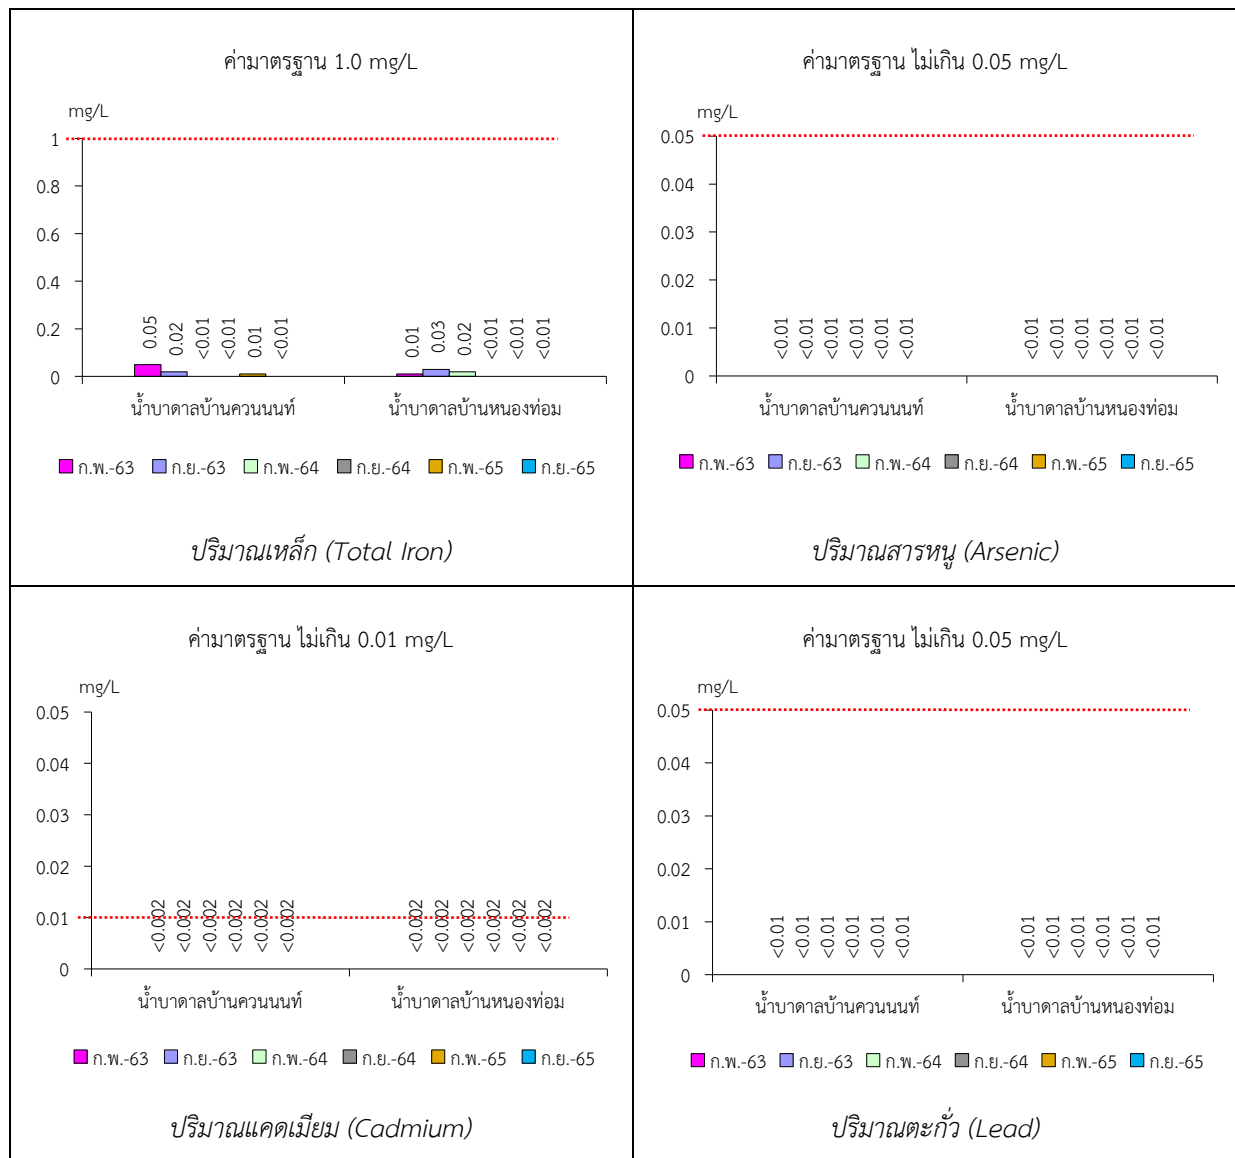 ค่ามาตรฐาน 1.0 mg/L
mg/L
1
0.8
0.6
0.4
0.2
0
0.05 0.02 <0.01 <0.01 0.01 <0.01
0.01 0.03 0.02 <0.01 <0.01 <0.01
น้ำบาดาลบ้านควนนนท์ น้ำบาดาลบ้านหนองท่อม
ก.พ.-63 ก.ย.-63 ก.พ.-64 ก.ย.-64 ก.พ.-65 ก.ย.-65
ปริมาณเหล็ก (Total Iron)
ค่ามาตรฐาน ไม่เกิน 0.05 mg/L
mg/L
0.05
0.04
0.03
0.02
0.01
0
<0.01 <0.01 <0.01 <0.01 <0.01 <0.01
<0.01 <0.01 <0.01 <0.01 <0.01 <0.01
น้ำบาดาลบ้านควนนนท์ น้ำบาดาลบ้านหนองท่อม
ก.พ.-63 ก.ย.-63 ก.พ.-64 ก.ย.-64 ก.พ.-65 ก.ย.-65
ปริมาณสารหนู (Arsenic)
ค่ามาตรฐาน ไม่เกิน 0.01 mg/L
mg/L
0.05
0.04
0.03
0.02
0.01
0
<0.002 <0.002 <0.002 <0.002 <0.002 <0.002
<0.002 <0.002 <0.002 <0.002 <0.002 <0.002
น้ำบาดาลบ้านควนนนท์ น้ำบาดาลบ้านหนองท่อม
ก.พ.-63 ก.ย.-63 ก.พ.-64 ก.ย.-64 ก.พ.-65 ก.ย.-65
ปริมาณแคดเมียม (Cadmium)
ค่ามาตรฐาน ไม่เกิน 0.05 mg/L
mg/L
0.05
0.04
0.03
0.02
0.01
0
<0.01 <0.01 <0.01 <0.01 <0.01 <0.01
<0.01 <0.01 <0.01 <0.01 <0.01 <0.01
น้ำบาดาลบ้านควนนนท์ น้ำบาดาลบ้านหนองท่อม
ก.พ.-63 ก.ย.-63 ก.พ.-64 ก.ย.-64 ก.พ.-65 ก.ย.-65
ปริมาณตะกั่ว (Lead)